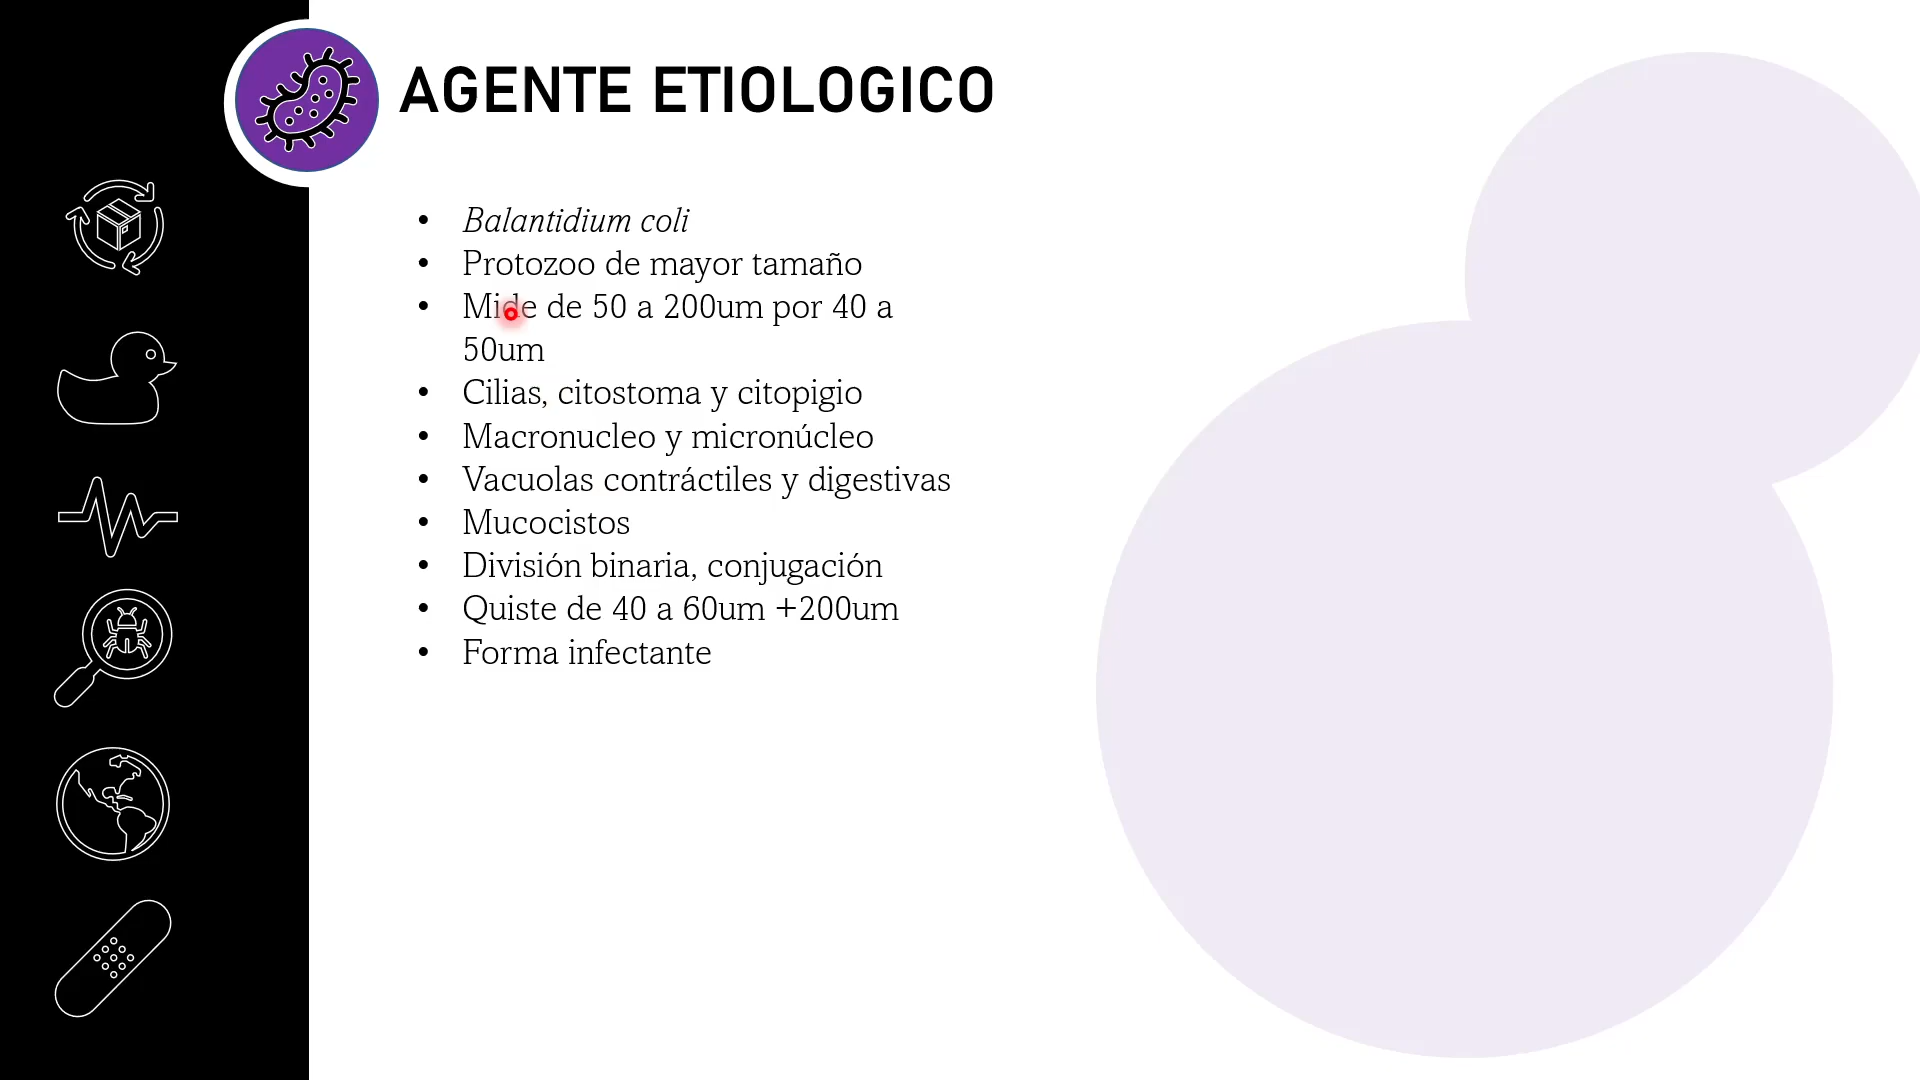 AGENTE ETIOLOGICO
• Balantidium coli
• Protozoo de mayor tamaño
• Mide de 50 a 200um por 40 a
50um
• Cilias, citostoma y citopigio
• Macronucleo y micronúcleo
• Vacuolas contráctiles y digestivas
• Mucocistos
• División binaria, conjugación
• Quiste de 40 a 60um +200um
• Forma infectante